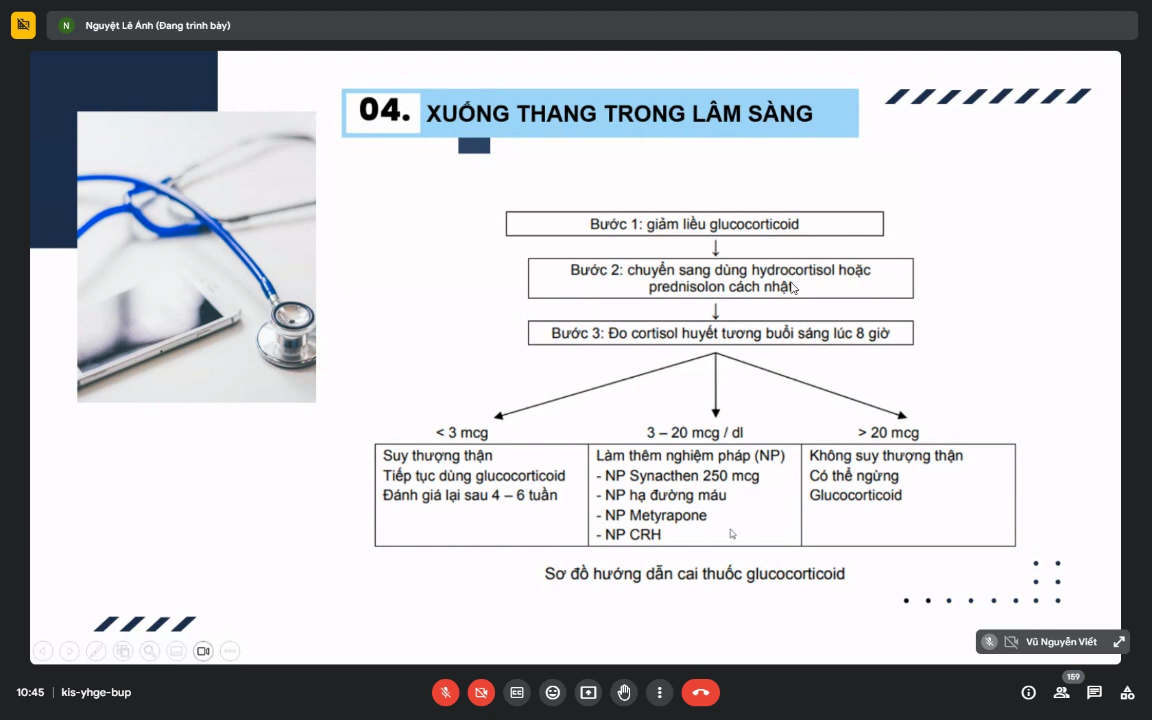 N Nguyệt Lê Ánh (Đang trình bày)
04. XUỐNG THANG TRONG LÂM SÀNG
Bước 1: giảm liều glucocorticoid
Bước 2: chuyển sang dùng hydrocortisol hoặc
prednisolon cách nhật
Bước 3: Đo cortisol huyết tương buổi sáng lúc 8 giờ
< 3 mcg
3 – 20 mcg / dl
> 20 mcg
Suy thượng thận
Tiếp tục dùng glucocorticoid
Đánh giá lại sau 4 – 6 tuần
Làm thêm nghiệm pháp (NP)
- NP Synacthen 250 mcg
- NP hạ đường máu
- NP Metyrapone
- NP CRH
Không suy thượng thận
Có thể ngừng
Glucocorticoid
Sơ đồ hướng dẫn cai thuốc glucocorticoid
Vũ Nguyễn Viết
10:45 | kis-yhge-bup
159